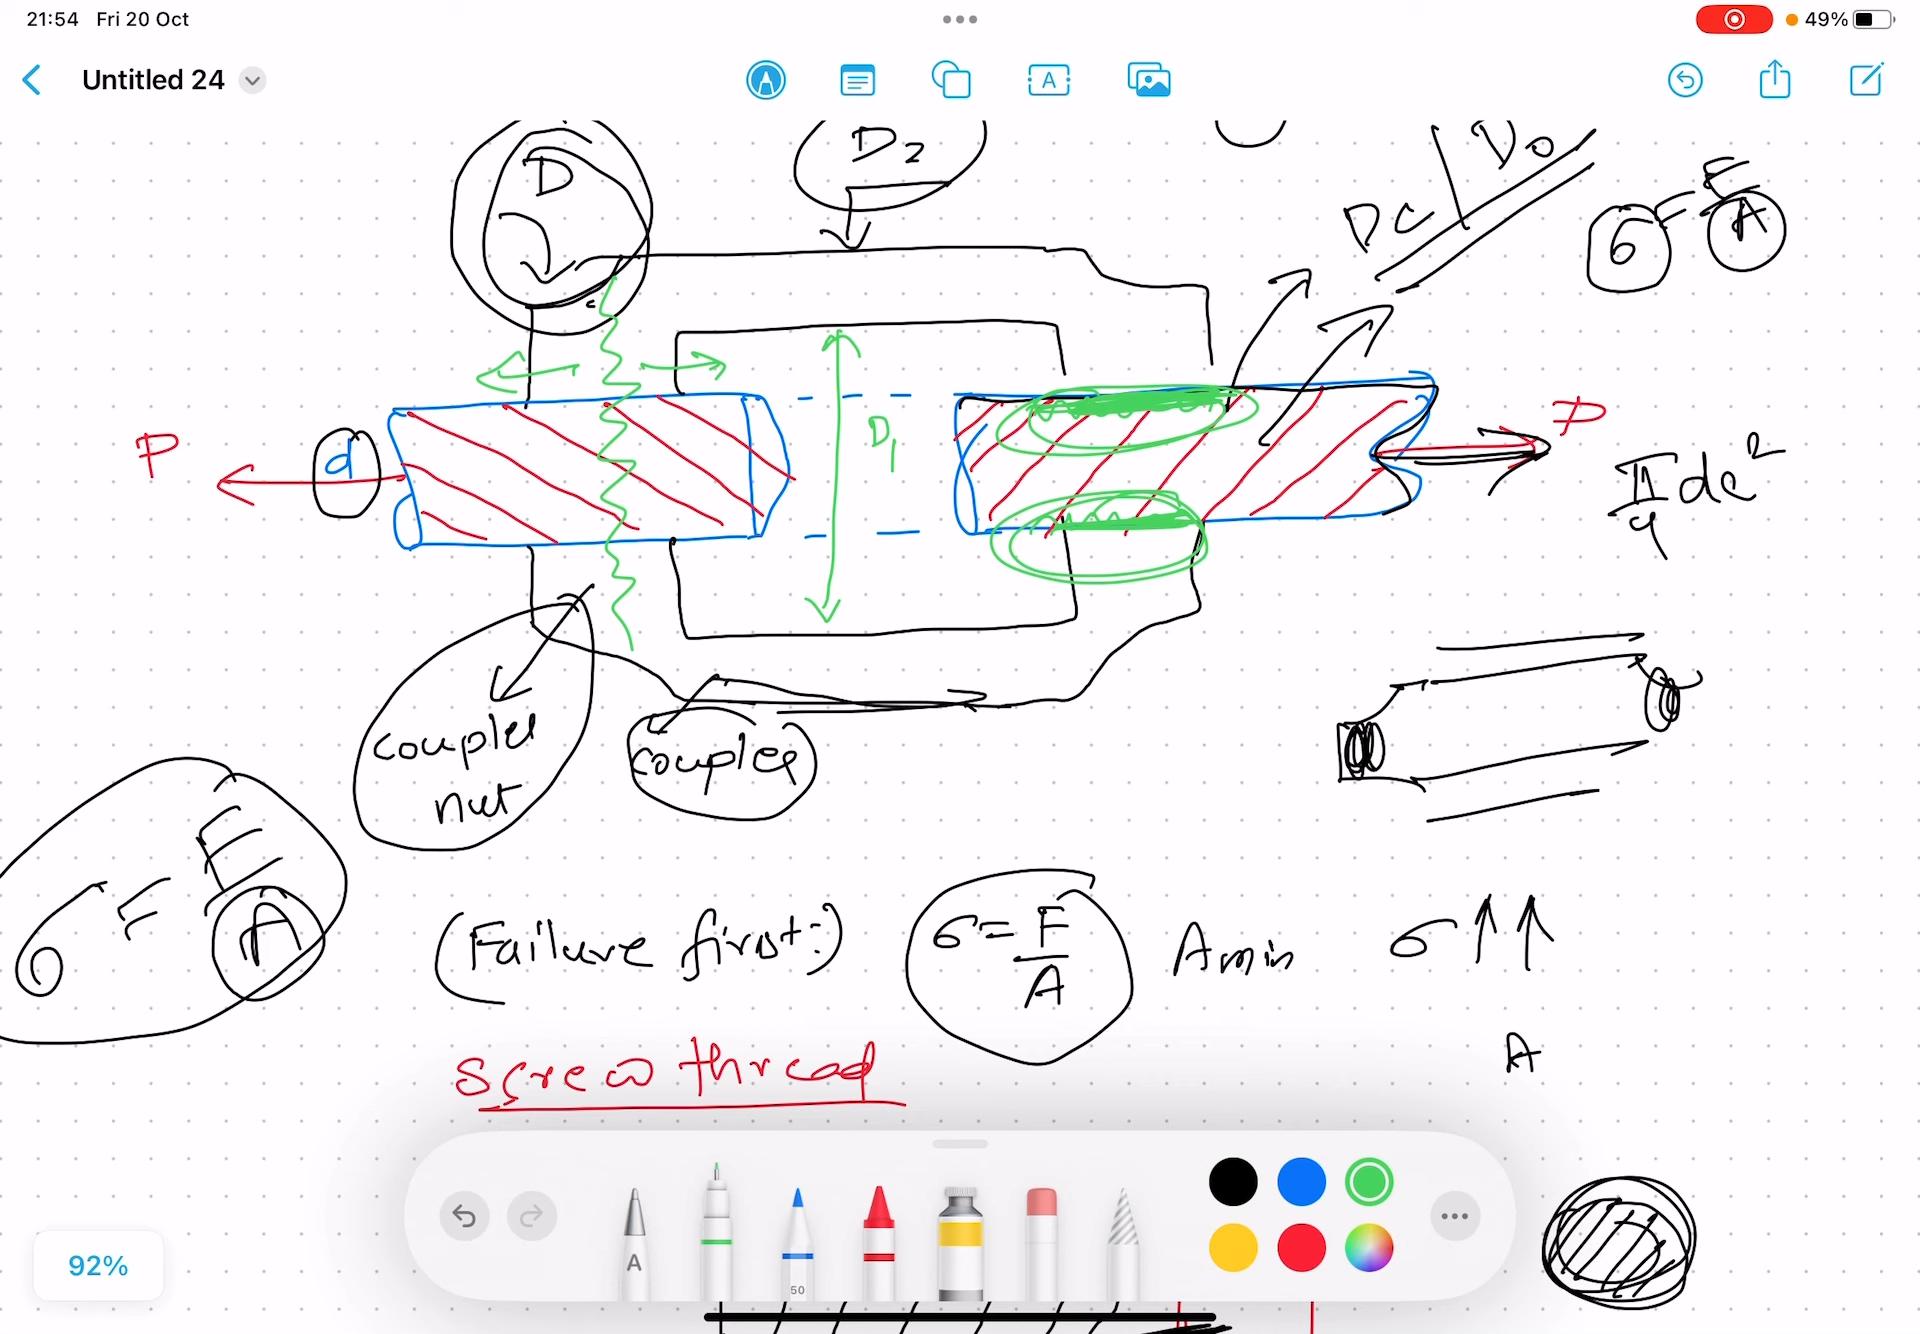 21:54 Fri 20 Oct
49%
Untitled 24
A
D
D2
Dc
Do
σ = F/A
P
d
D1
P
π/4 dc²
coupler
nut
coupler
σ = F/A
(Failure first:)
σ = F/A
Amin
σ ↑↑
A
Screw thread
A
50
92%